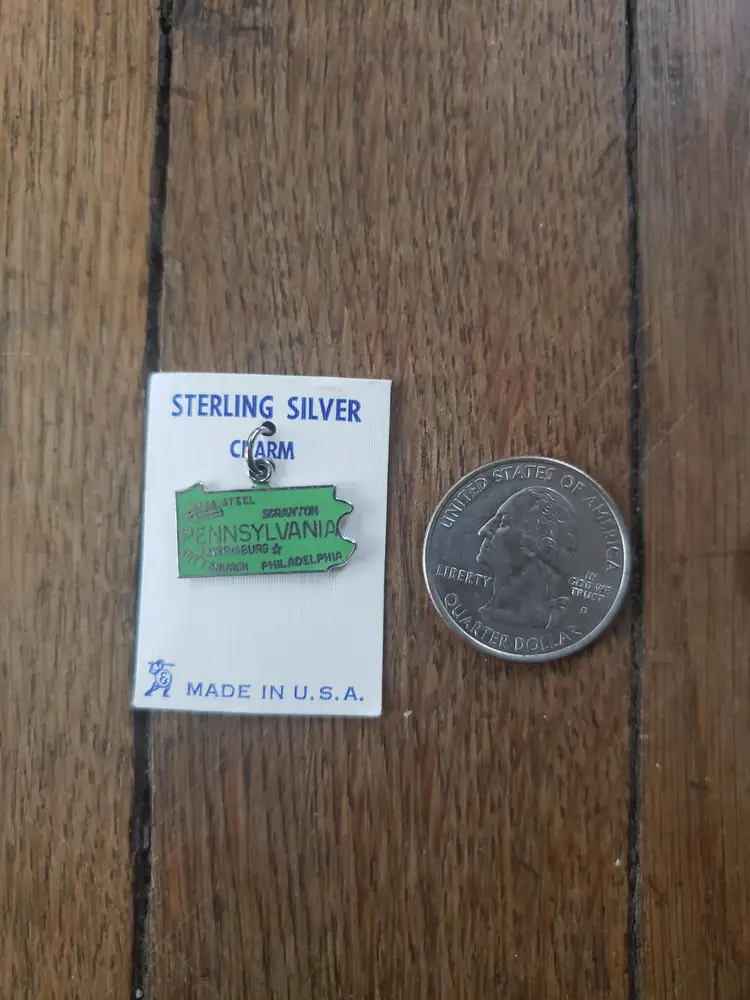 STERLING SILVER
CHARM
STEEL
SCRANTON
PENNSYLVANIA
PHILADELPHIA
MADE IN U.S.A.
UNITED STATES OF AMERICA
LIBERTY
IN
GOD WE
TRUST
D
QUARTER DOLLAR